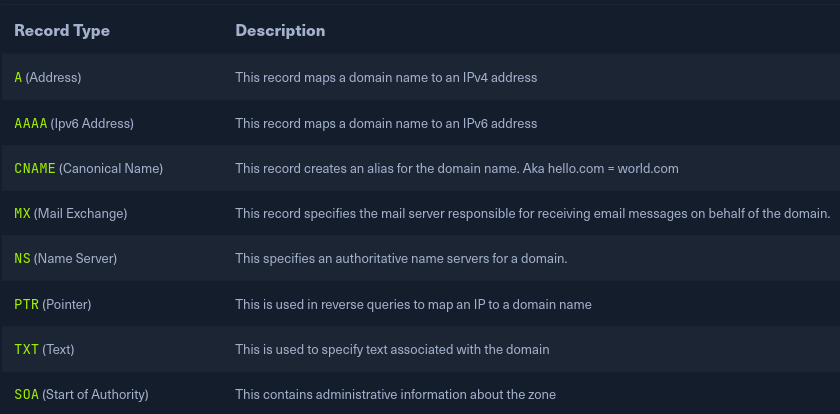 Record Type Description
A (Address) This record maps a domain name to an IPv4 address
AAAA (Ipv6 Address) This record maps a domain name to an IPv6 address
CNAME (Canonical Name) This record creates an alias for the domain name. Aka hello.com = world.com
MX (Mail Exchange) This record specifies the mail server responsible for receiving email messages on behalf of the domain.
NS (Name Server) This specifies an authoritative name servers for a domain.
PTR (Pointer) This is used in reverse queries to map an IP to a domain name
TXT (Text) This is used to specify text associated with the domain
SOA (Start of Authority) This contains administrative information about the zone